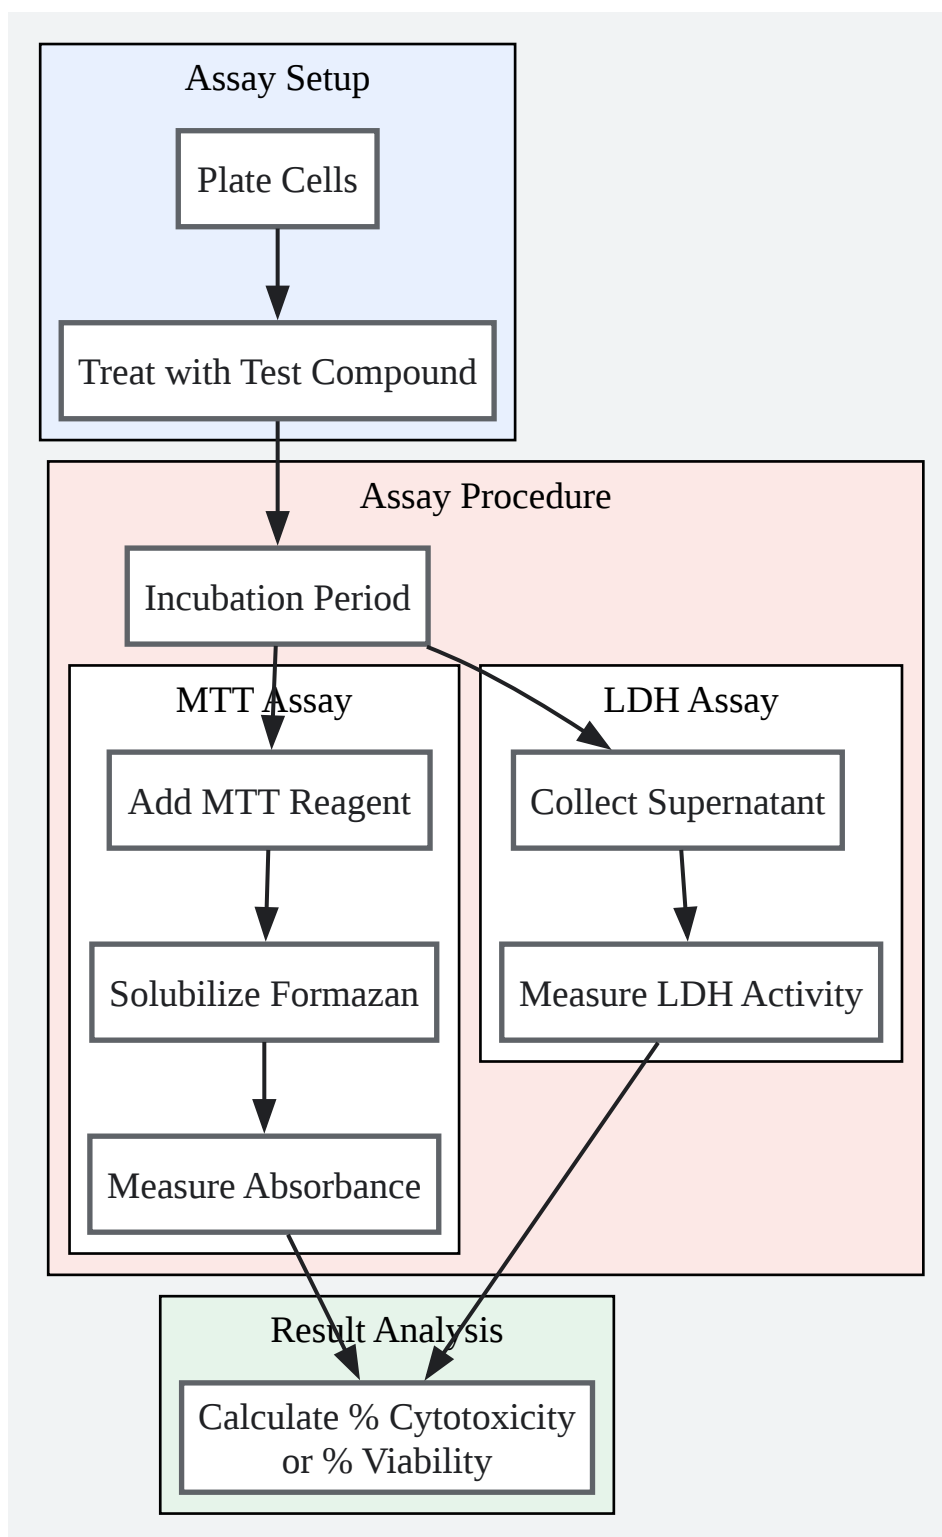 Assay Setup
Plate Cells
Treat with Test Compound
Assay Procedure
Incubation Period
MTT Assay
Add MTT Reagent
Solubilize Formazan
Measure Absorbance
LDH Assay
Collect Supernatant
Measure LDH Activity
Result Analysis
Calculate % Cytotoxicity
or % Viability